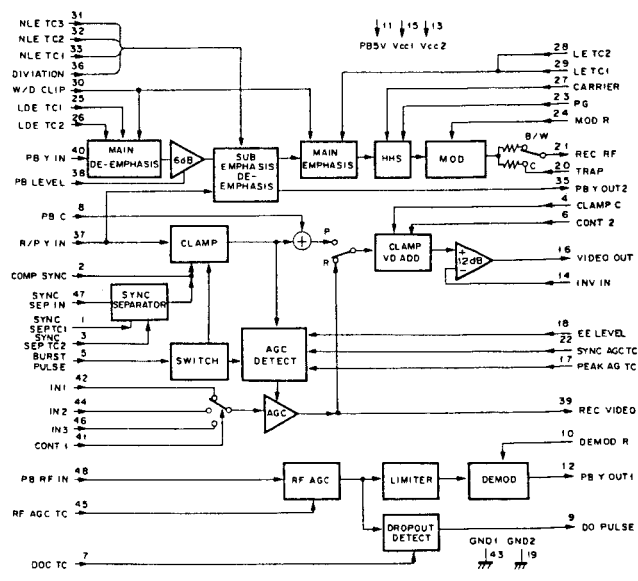 NLE TC3 31
NLE TC2 32
NLE TC1 33
DIVIATION 36
W/D CLIP 30
LDE TC1 25
LDE TC2 26
PB Y IN 40
PB LEVEL 38
PB C 8
R/PY IN 37
COMP SYNC 2
SYNC SEP IN 47
SYNC SEPTC1 1
SYNC SEPTC2 3
BURST PULSE 5
IN1 42
IN2 44
IN3 46
CONT 1 41
PB RF IN 48
RF AGC TC 45
DOC TC 7
11 15 13
PB5V Vcc1 Vcc2
MAIN DE-EMPHASIS
6dB
SUB EMPHASIS DE-EMPHASIS
MAIN EMPHASIS
HHS
MOD
B/W
C
CLAMP
+
P
R
CLAMP VD ADD
12dB
SYNC SEPARATOR
SWITCH
AGC DETECT
AGC
RF AGC
LIMITER
DEMOD
DROPOUT DETECT
28 LE TC2
29 LE TC1
27 CARRIER
23 PG
24 MOD R
21 REC RF
20 TRAP
35 PB YOUT2
4 CLAMP C
6 CONT 2
16 VIDEO OUT
14 INV IN
18 EE LEVEL
22 SYNC AGC TC
17 PEAK AG TC
39 REC VIDEO
10 DEMOD R
12 PB YOUT1
9 DO PULSE
GND1 GND2
43 19